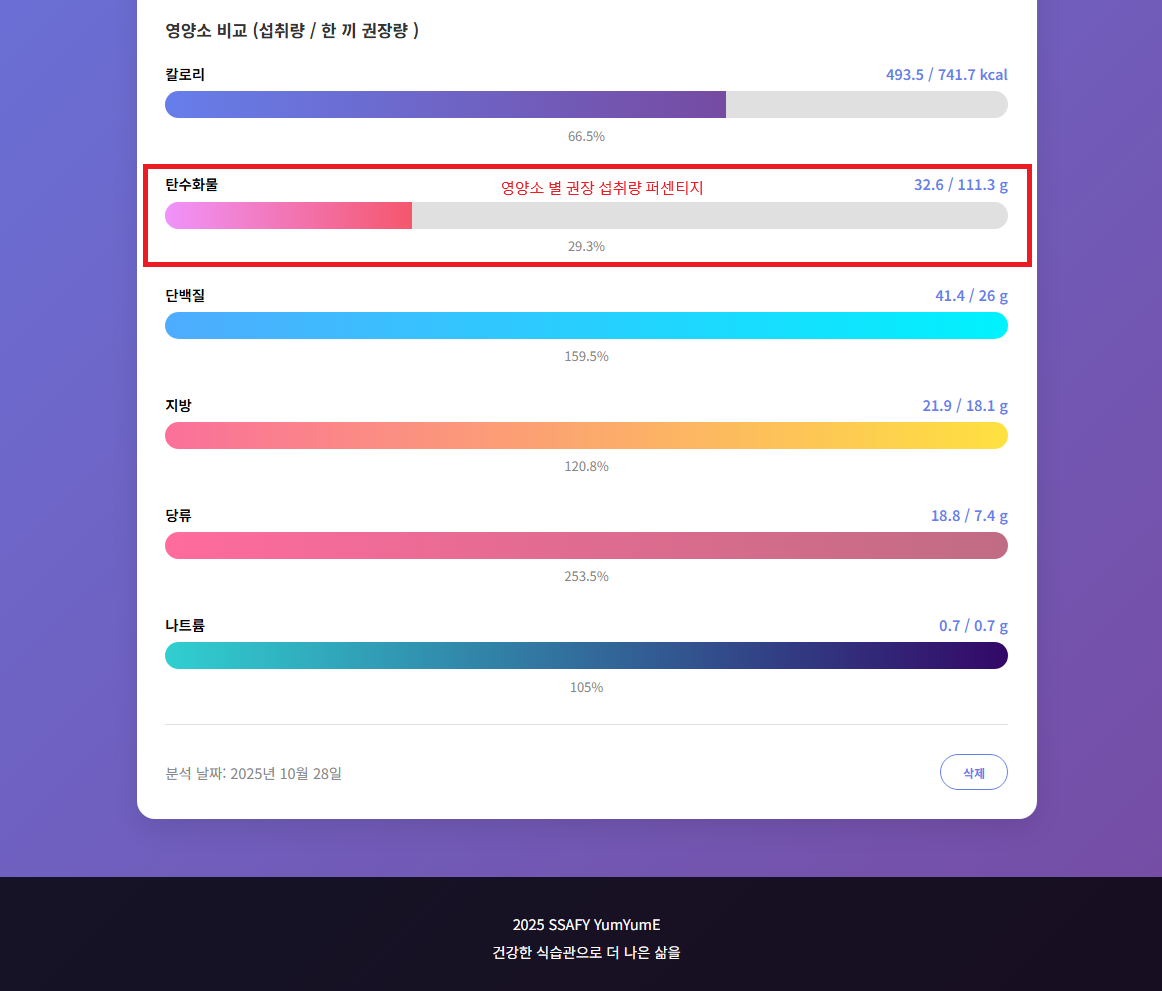 영양소 비교 (섭취량 / 한 끼 권장량 )
칼로리 493.5 / 741.7 kcal
66.5%
탄수화물 영양소 별 권장 섭취량 퍼센티지 32.6 / 111.3 g
29.3%
단백질 41.4 / 26 g
159.5%
지방 21.9 / 18.1 g
120.8%
당류 18.8 / 7.4 g
253.5%
나트륨 0.7 / 0.7 g
105%
분석 날짜: 2025년 10월 28일 삭제
2025 SSAFY YumYumE
건강한 식습관으로 더 나은 삶을